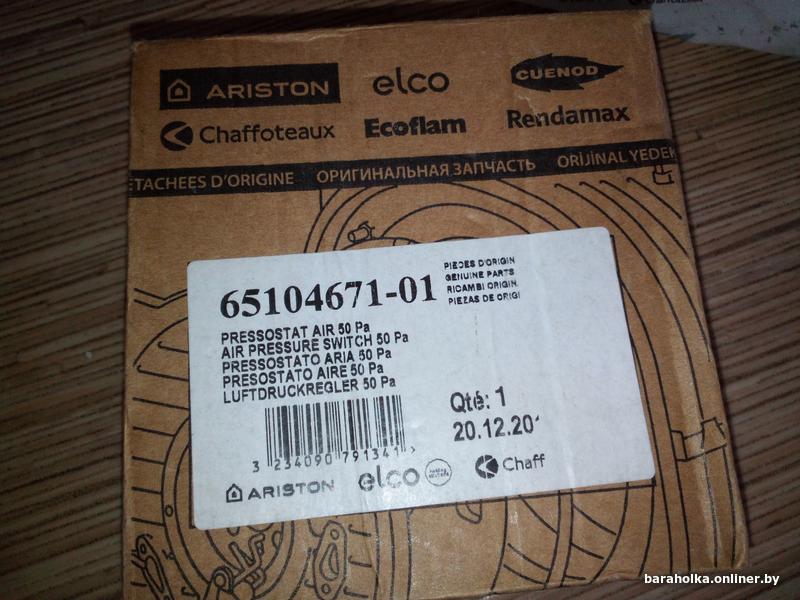 ARISTON elco CUENOD
Chaffoteaux Ecoflam Rendamax
ETACHEES D'ORIGINE ОРИГИНАЛЬНАЯ ЗАПЧАСТЬ ORIJINAL YEDEK
65104671-01
PIECES D'ORIGIN
GENUINE PARTS
RICAMBI ORIGIN
PIEZAS DE ORIGI
PRESSOSTAT AIR 50 Pa
AIR PRESSURE SWITCH 50 Pa
PRESSOSTATO ARIA 50 Pa
PRESOSTATO AIRE 50 Pa
LUFTDRUCKREGLER 50 Pa
Qté: 1
20.12.20
3 234090 791341 >
ARISTON elco Chaff
baraholka.onliner.by